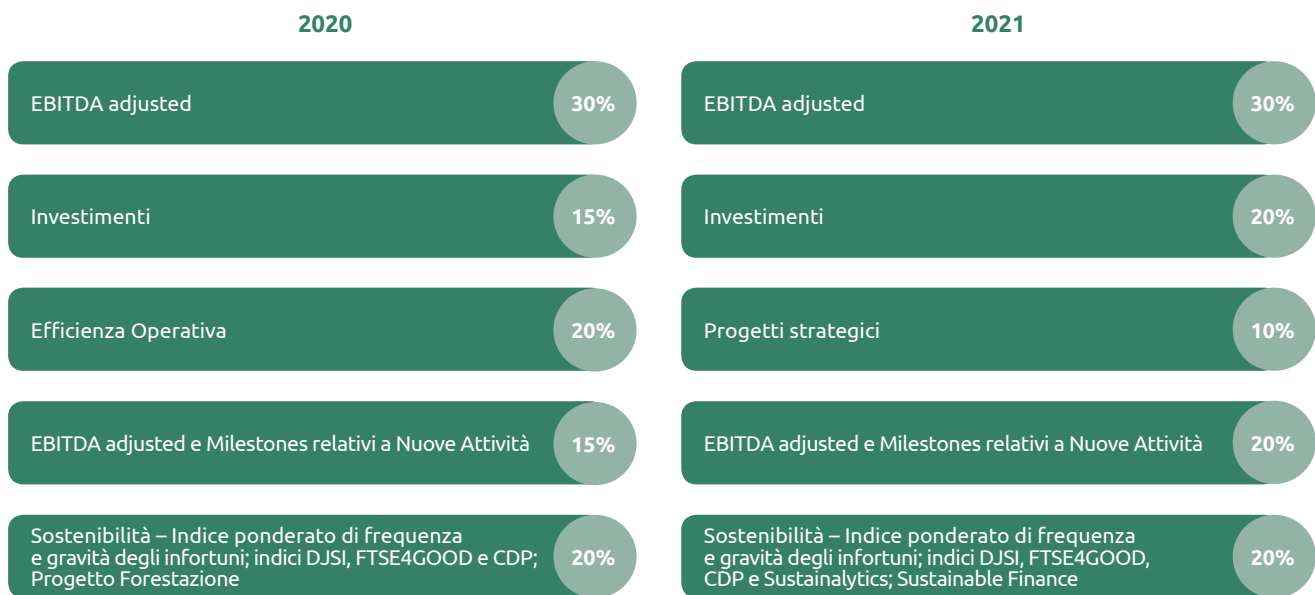 2020
EBITDA adjusted
30%
Investimenti
15%
Efficienza Operativa
20%
EBITDA adjusted e Milestones relativi a Nuove Attività
15%
Sostenibilità – Indice ponderato di frequenza
e gravità degli infortuni; indici DJSI, FTSE4GOOD e CDP;
Progetto Forestazione
20%
2021
EBITDA adjusted
30%
Investimenti
20%
Progetti strategici
10%
EBITDA adjusted e Milestones relativi a Nuove Attività
20%
Sostenibilità – Indice ponderato di frequenza
e gravità degli infortuni; indici DJSI, FTSE4GOOD,
CDP e Sustainalytics; Sustainable Finance
20%